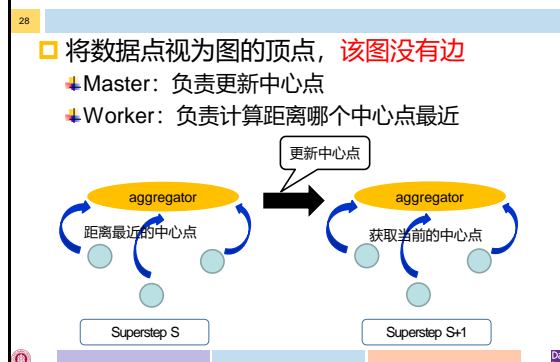 28
将数据点视为图的顶点，该图没有边
Master：负责更新中心点
Worker：负责计算距离哪个中心点最近
更新中心点
aggregator
aggregator
距离最近的中心点
获取当前的中心点
Superstep S
Superstep S+1